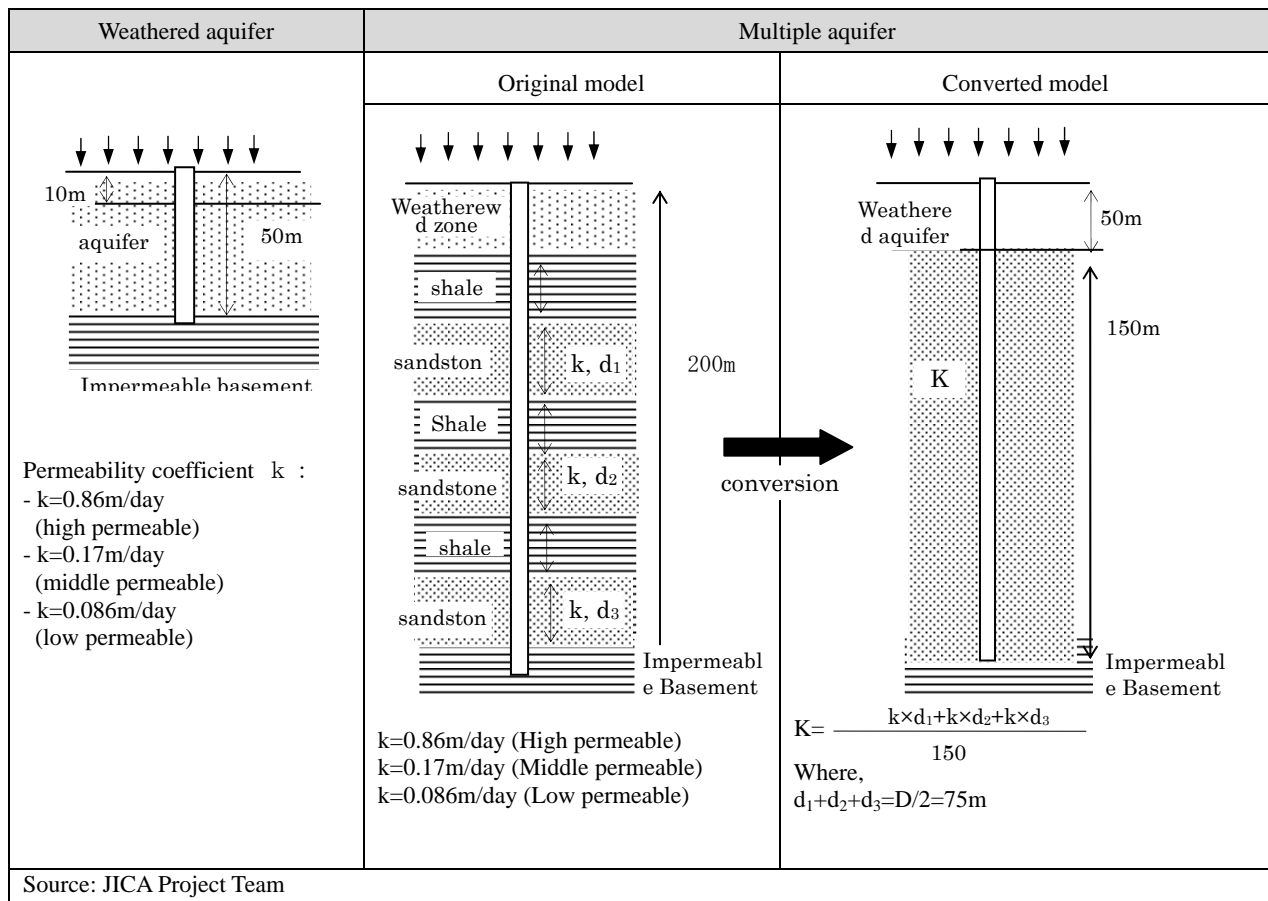 Weathered aquifer
Multiple aquifer
Original model
Converted model
10m
aquifer
50m
Impermeable basement
Permeability coefficient k :
- k=0.86m/day
(high permeable)
- k=0.17m/day
(middle permeable)
- k=0.086m/day
(low permeable)
Weatherew
d zone
shale
sandston
k, d₁
Shale
sandstone
k, d₂
shale
sandston
k, d₃
200m
Impermeabl
e Basement
k=0.86m/day (High permeable)
k=0.17m/day (Middle permeable)
k=0.086m/day (Low permeable)
conversion
Weathere
d aquifer
50m
150m
K
Impermeabl
e Basement
K= k×d₁+k×d₂+k×d₃
150
Where,
d₁+d₂+d₃=D/2=75m
Source: JICA Project Team